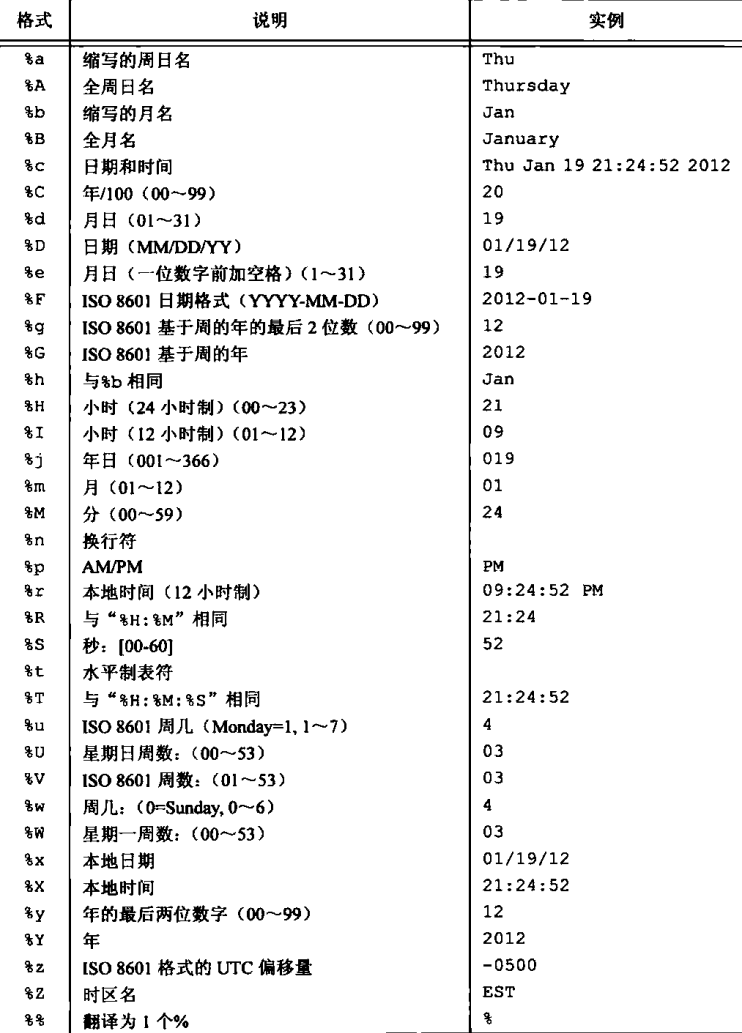 格式 说明 实例
%a 缩写的周日名 Thu
%A 全周日名 Thursday
%b 缩写的月名 Jan
%B 全月名 January
%c 日期和时间 Thu Jan 19 21:24:52 2012
%C 年/100（00～99） 20
%d 月日（01～31） 19
%D 日期（MM/DD/YY） 01/19/12
%e 月日（一位数字前加空格）（1～31） 19
%F ISO 8601 日期格式（YYYY-MM-DD） 2012-01-19
%g ISO 8601 基于周的年的最后 2 位数（00～99） 12
%G ISO 8601 基于周的年 2012
%h 与%b 相同 Jan
%H 小时（24 小时制）（00～23） 21
%I 小时（12 小时制）（01～12） 09
%j 年日（001～366） 019
%m 月（01～12） 01
%M 分（00～59） 24
%n 换行符
%p AM/PM PM
%r 本地时间（12 小时制） 09:24:52 PM
%R 与“%H:%M”相同 21:24
%S 秒：[00-60] 52
%t 水平制表符
%T 与“%H:%M:%S”相同 21:24:52
%u ISO 8601 周几（Monday=1, 1～7） 4
%U 星期日周数：（00～53） 03
%V ISO 8601 周数：（01～53） 03
%w 周几：（0=Sunday, 0～6） 4
%W 星期一周数：（00～53） 03
%x 本地日期 01/19/12
%X 本地时间 21:24:52
%y 年的最后两位数字（00～99） 12
%Y 年 2012
%z ISO 8601 格式的 UTC 偏移量 -0500
%Z 时区名 EST
%% 翻译为 1 个% %